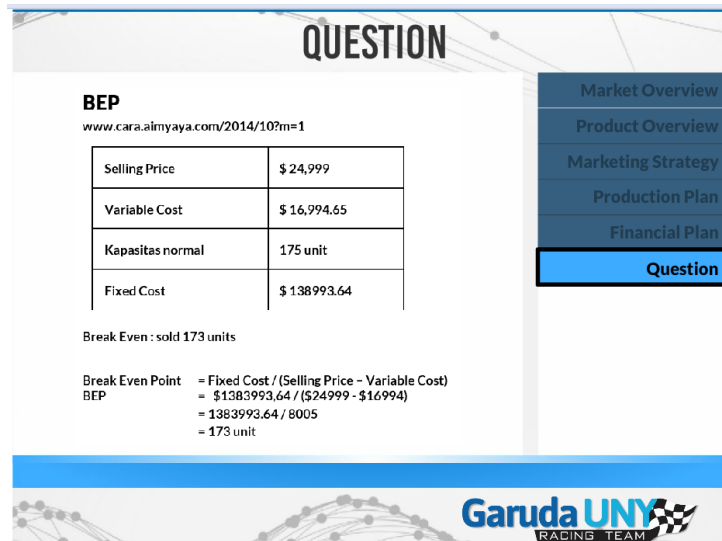 QUESTION
BEP
www.cara.aimyaya.com/2014/10?m=1
Selling Price $ 24,999
Variable Cost $ 16,994.65
Kapasitas normal 175 unit
Fixed Cost $ 138993.64
Break Even : sold 173 units
Break Even Point = Fixed Cost / (Selling Price – Variable Cost)
BEP = $1383993,64 / ($24999 - $16994)
= 1383993.64 / 8005
= 173 unit
Market Overview
Product Overview
Marketing Strategy
Production Plan
Financial Plan
Question
Garuda UNY
RACING TEAM